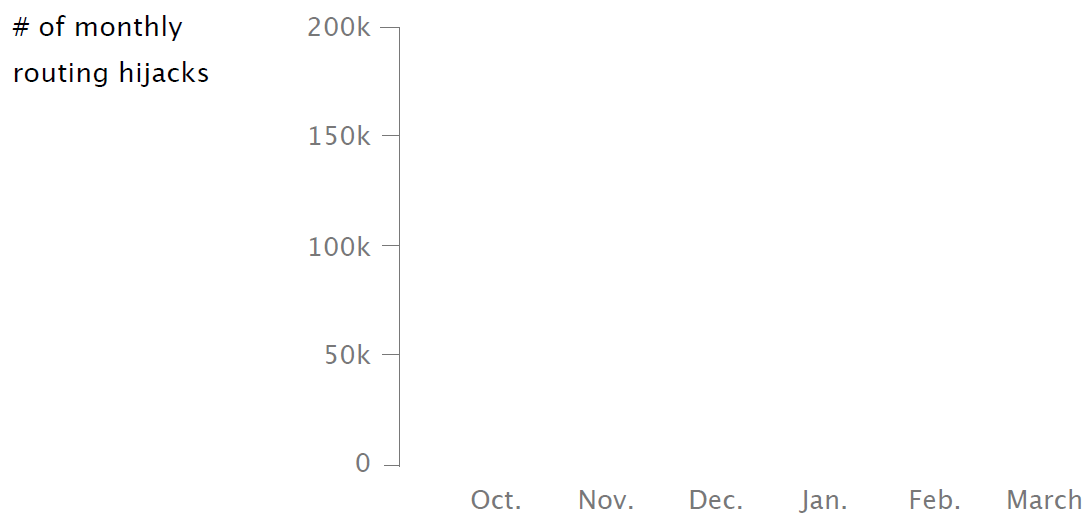 # of monthly
routing hijacks
200k
150k
100k
50k
0
Oct. Nov. Dec. Jan. Feb. March